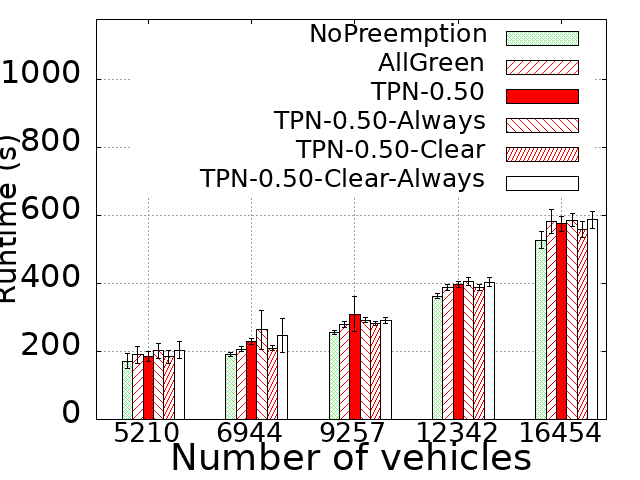 NoPreemption
AllGreen
TPN-0.50
TPN-0.50-Always
TPN-0.50-Clear
TPN-0.50-Clear-Always
Runtime (s)
1000
800
600
400
200
0
5210 6944 9257 12342 16454
Number of vehicles